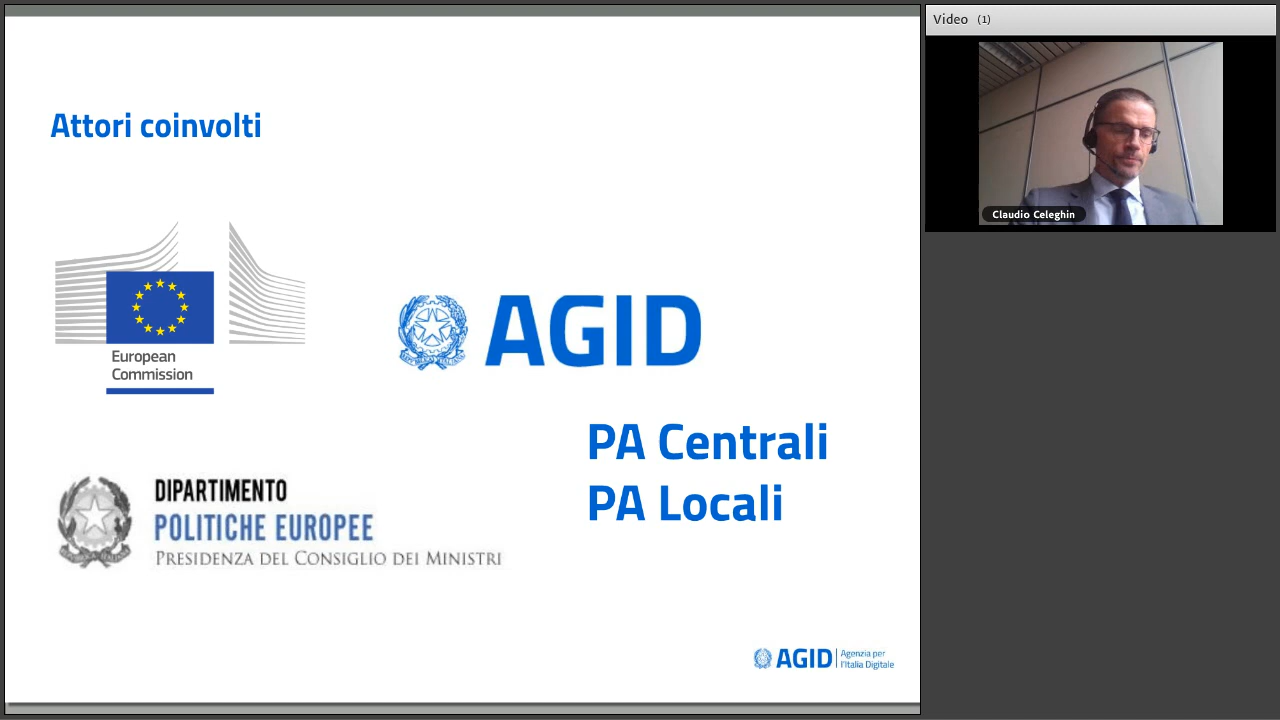 Attori coinvolti
European
Commission
AGID
PA Centrali
PA Locali
DIPARTIMENTO
POLITICHE EUROPEE
PRESIDENZA DEL CONSIGLIO DEI MINISTRI
AGID
Agenzia per
l'Italia Digitale
Video (1)
Claudio Celeghin